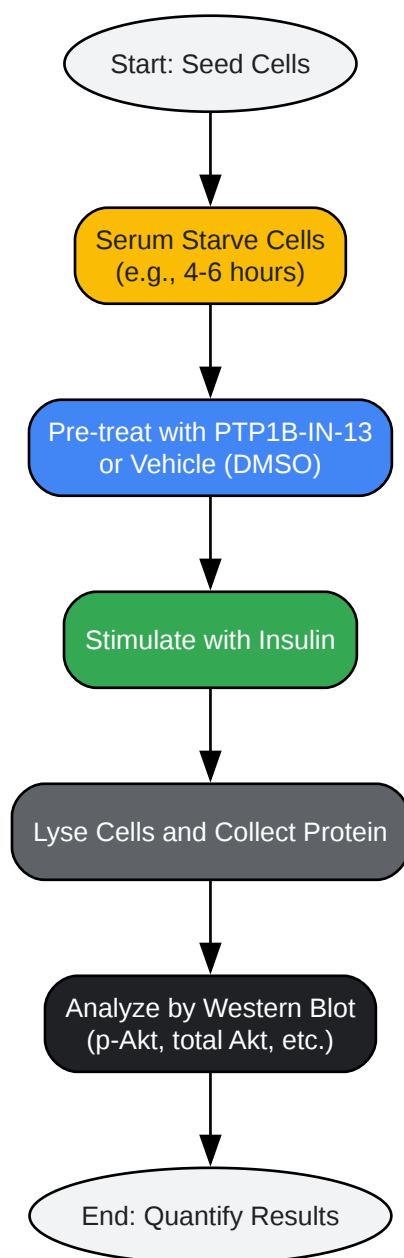 Start: Seed Cells
Serum Starve Cells
(e.g., 4-6 hours)
Pre-treat with PTP1B-IN-13
or Vehicle (DMSO)
Stimulate with Insulin
Lyse Cells and Collect Protein
Analyze by Western Blot
(p-Akt, total Akt, etc.)
End: Quantify Results